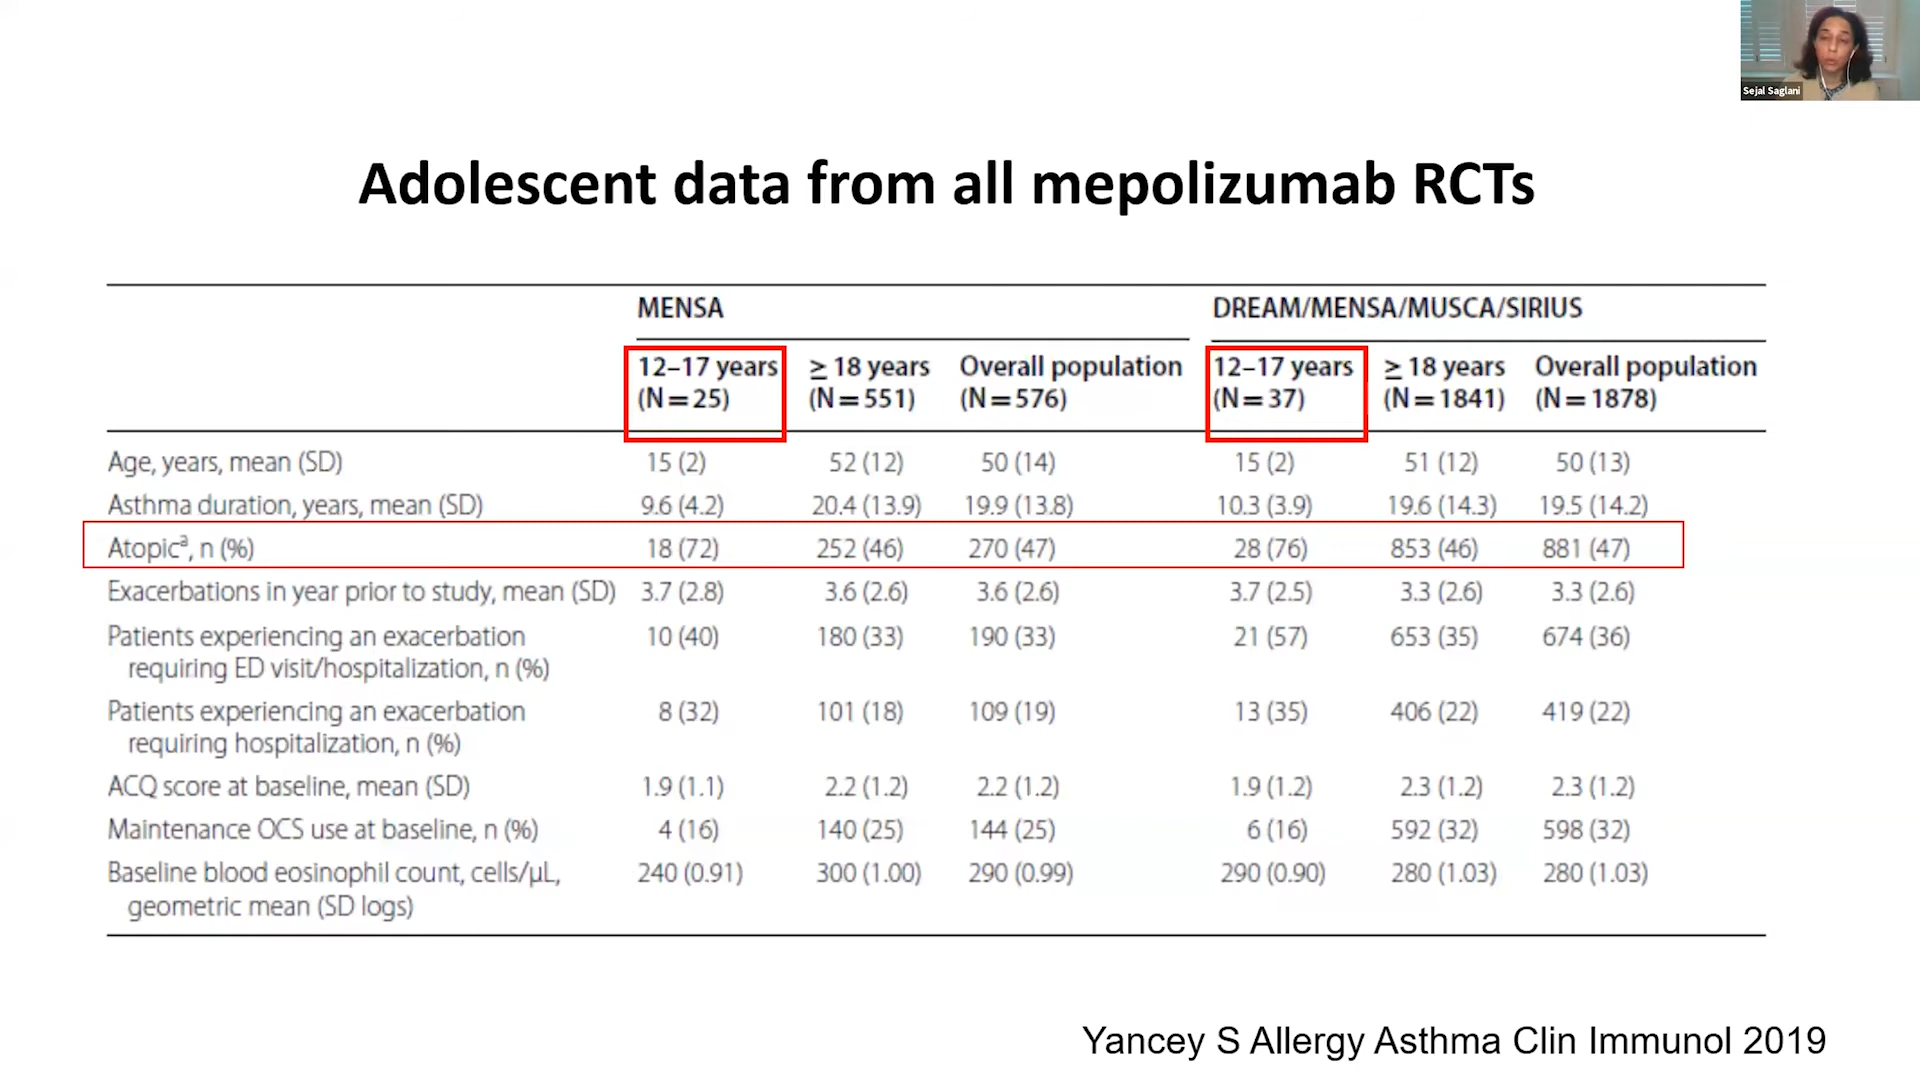 Sejal Saglani
Adolescent data from all mepolizumab RCTs
MENSA DREAM/MENSA/MUSCA/SIRIUS
12–17 years ≥ 18 years Overall population 12–17 years ≥ 18 years Overall population
(N=25) (N=551) (N=576) (N=37) (N=1841) (N=1878)
Age, years, mean (SD) 15 (2) 52 (12) 50 (14) 15 (2) 51 (12) 50 (13)
Asthma duration, years, mean (SD) 9.6 (4.2) 20.4 (13.9) 19.9 (13.8) 10.3 (3.9) 19.6 (14.3) 19.5 (14.2)
Atopicᵃ, n (%) 18 (72) 252 (46) 270 (47) 28 (76) 853 (46) 881 (47)
Exacerbations in year prior to study, mean (SD) 3.7 (2.8) 3.6 (2.6) 3.6 (2.6) 3.7 (2.5) 3.3 (2.6) 3.3 (2.6)
Patients experiencing an exacerbation 10 (40) 180 (33) 190 (33) 21 (57) 653 (35) 674 (36)
requiring ED visit/hospitalization, n (%)
Patients experiencing an exacerbation 8 (32) 101 (18) 109 (19) 13 (35) 406 (22) 419 (22)
requiring hospitalization, n (%)
ACQ score at baseline, mean (SD) 1.9 (1.1) 2.2 (1.2) 2.2 (1.2) 1.9 (1.2) 2.3 (1.2) 2.3 (1.2)
Maintenance OCS use at baseline, n (%) 4 (16) 140 (25) 144 (25) 6 (16) 592 (32) 598 (32)
Baseline blood eosinophil count, cells/μL, 240 (0.91) 300 (1.00) 290 (0.99) 290 (0.90) 280 (1.03) 280 (1.03)
geometric mean (SD logs)
Yancey S Allergy Asthma Clin Immunol 2019